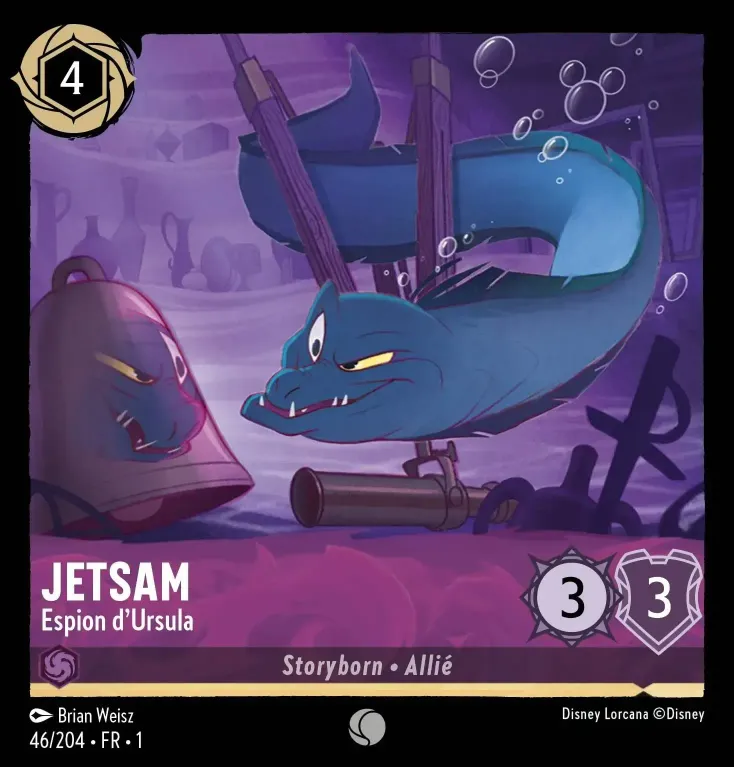 4
JETSAM
Espion d'Ursula
3
3
Storyborn • Allié
Brian Weisz
Disney Lorcana ©Disney
46/204 • FR • 1